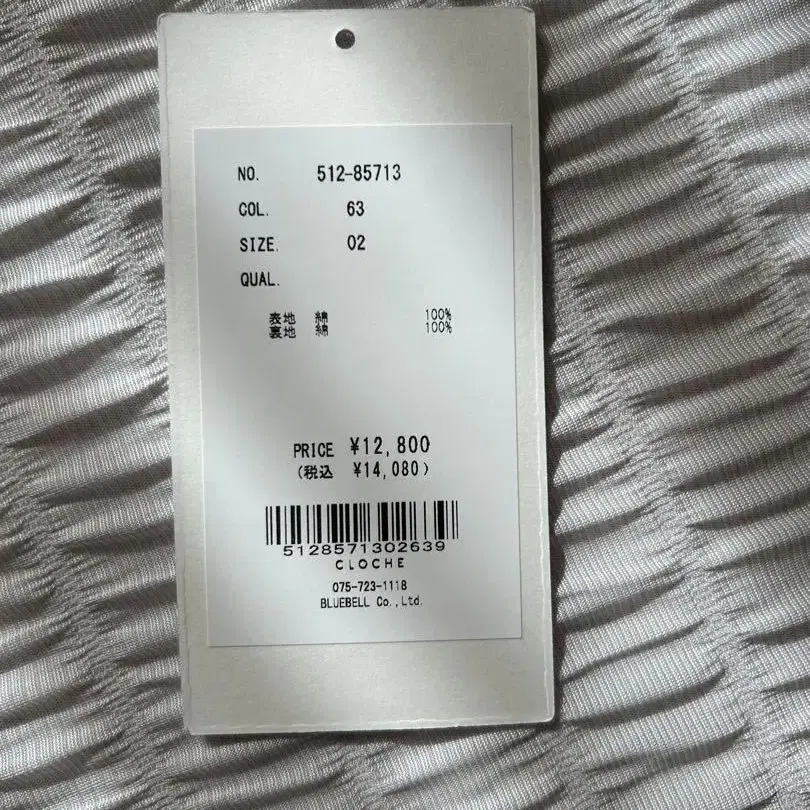 NO. 512-85713
COL. 63
SIZE. 02
QUAL.
表地 綿 100%
裏地 綿 100%
PRICE ¥12,800
(税込 ¥14,080)
5128571302639
CLOCHE
075-723-1118
BLUEBELL Co.,Ltd.